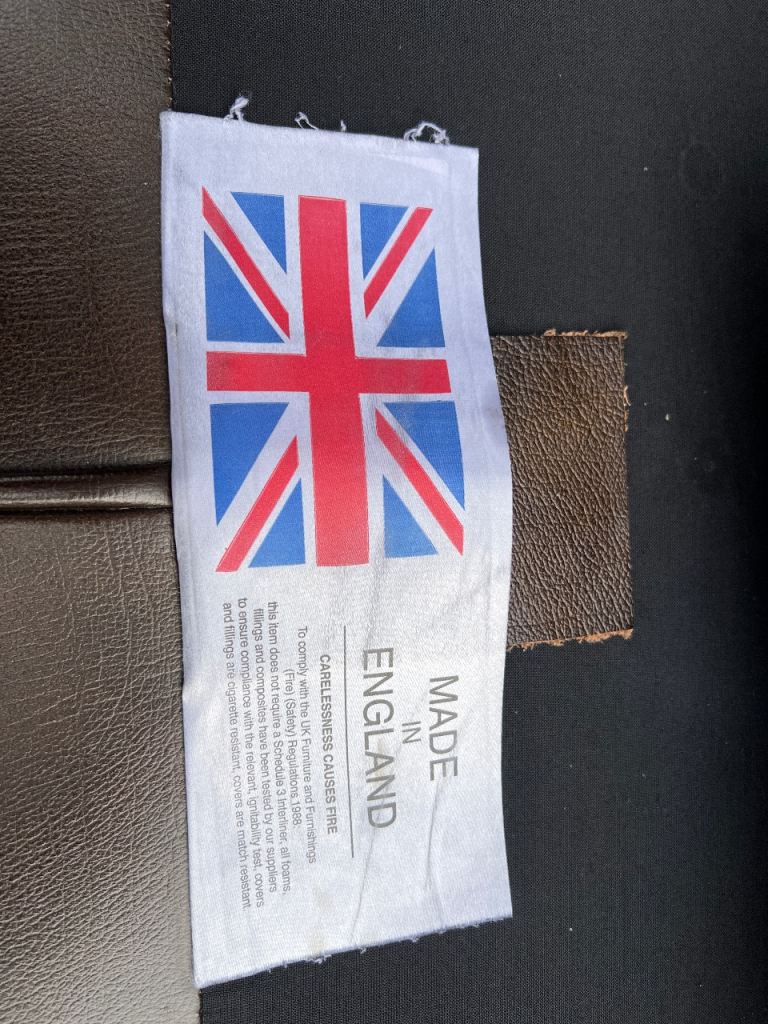 MADE
IN
ENGLAND
CARELESSNESS CAUSES FIRE
To comply with the UK Furniture and Furnishings
(Fire) (Safety) Regulations 1988:
this item does not require a Schedule 3 Interliner, all foams,
fillings and composites have been tested by our suppliers
to ensure compliance with the relevant, ignitability test, covers
and fillings are cigarette resistant, covers are match resistant.